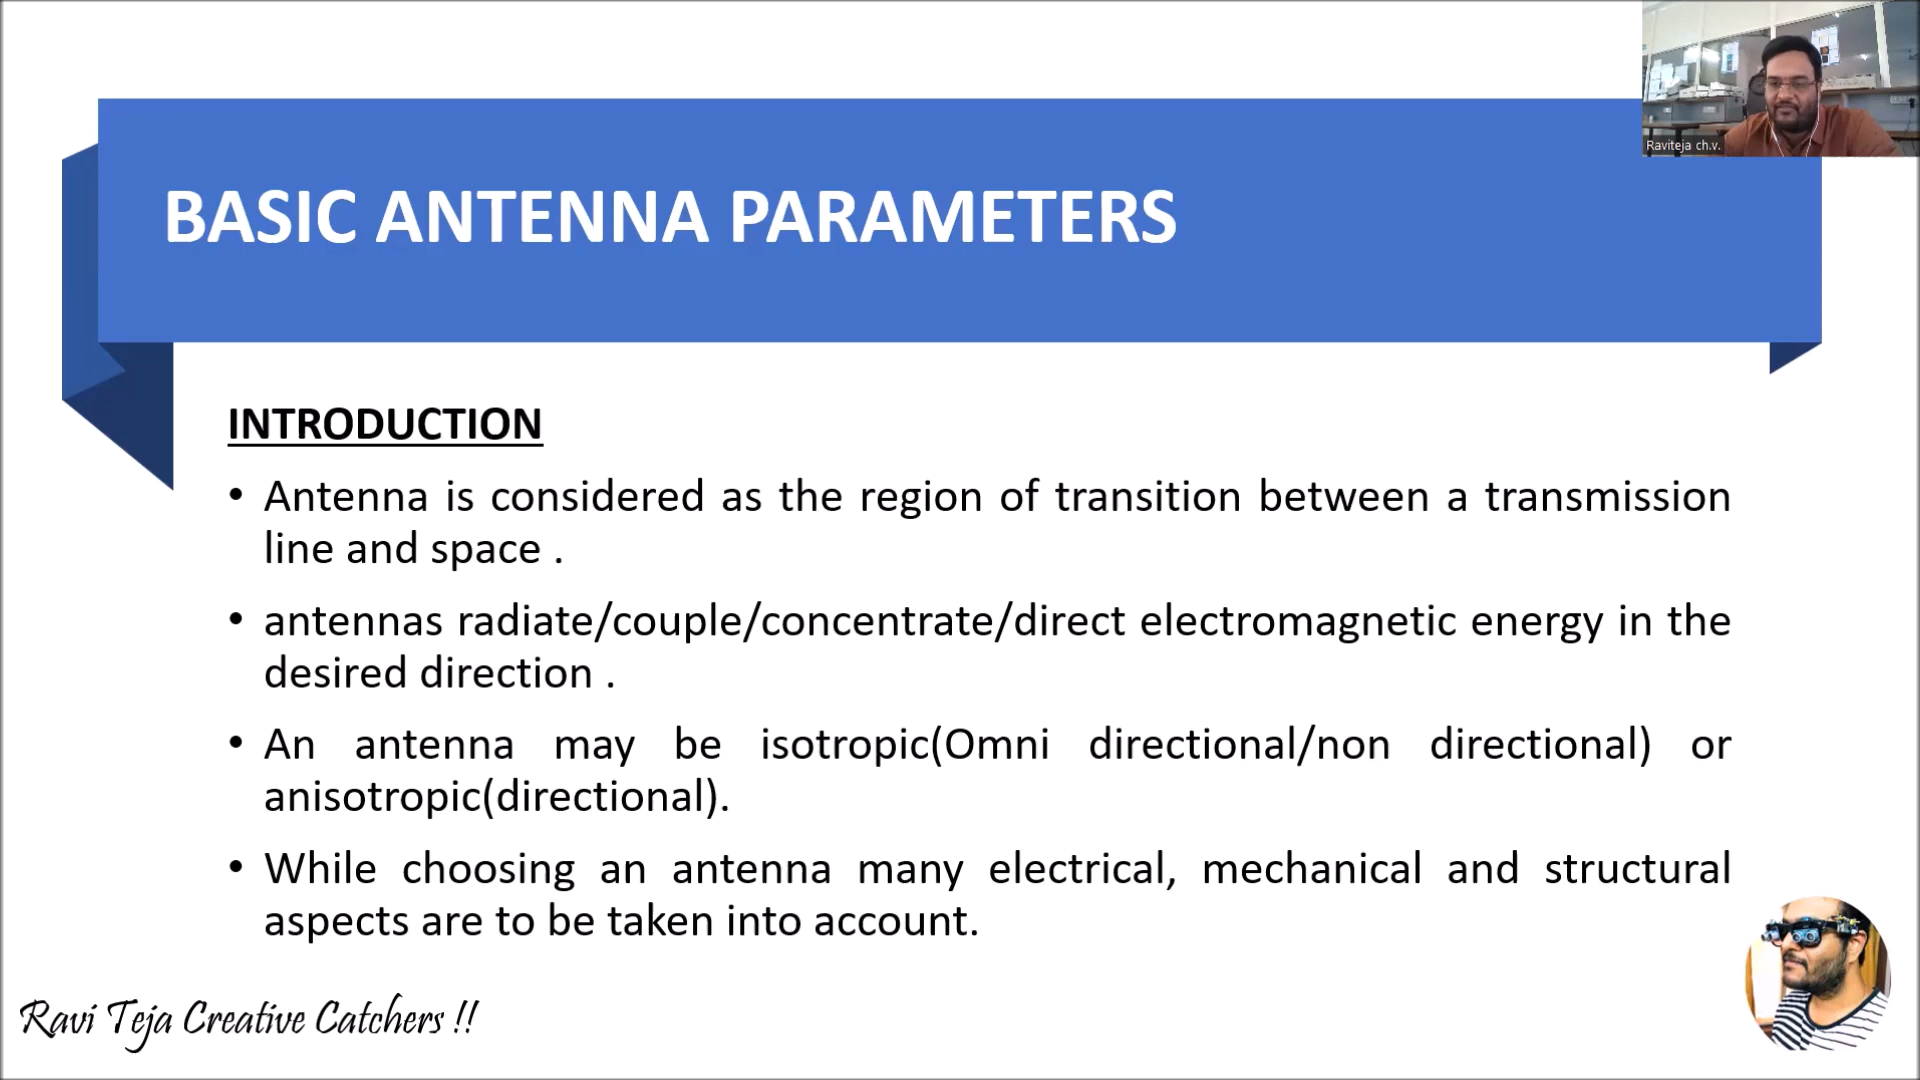 Raviteja ch.v.
BASIC ANTENNA PARAMETERS
INTRODUCTION
• Antenna is considered as the region of transition between a transmission
line and space .
• antennas radiate/couple/concentrate/direct electromagnetic energy in the
desired direction .
• An antenna may be isotropic(Omni directional/non directional) or
anisotropic(directional).
• While choosing an antenna many electrical, mechanical and structural
aspects are to be taken into account.
Ravi Teja Creative Catchers !!